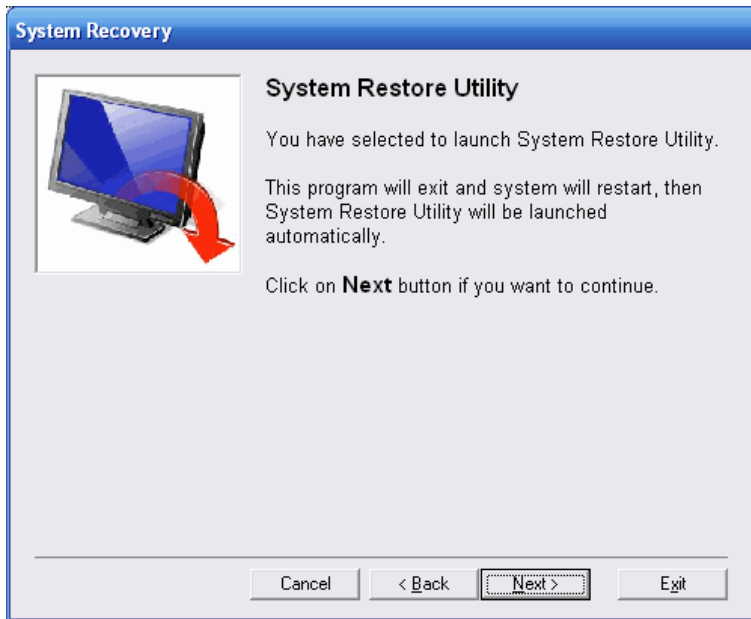 System Recovery
System Restore Utility
You have selected to launch System Restore Utility.
This program will exit and system will restart, then
System Restore Utility will be launched
automatically.
Click on Next button if you want to continue.
Cancel
< Back
Next >
Exit